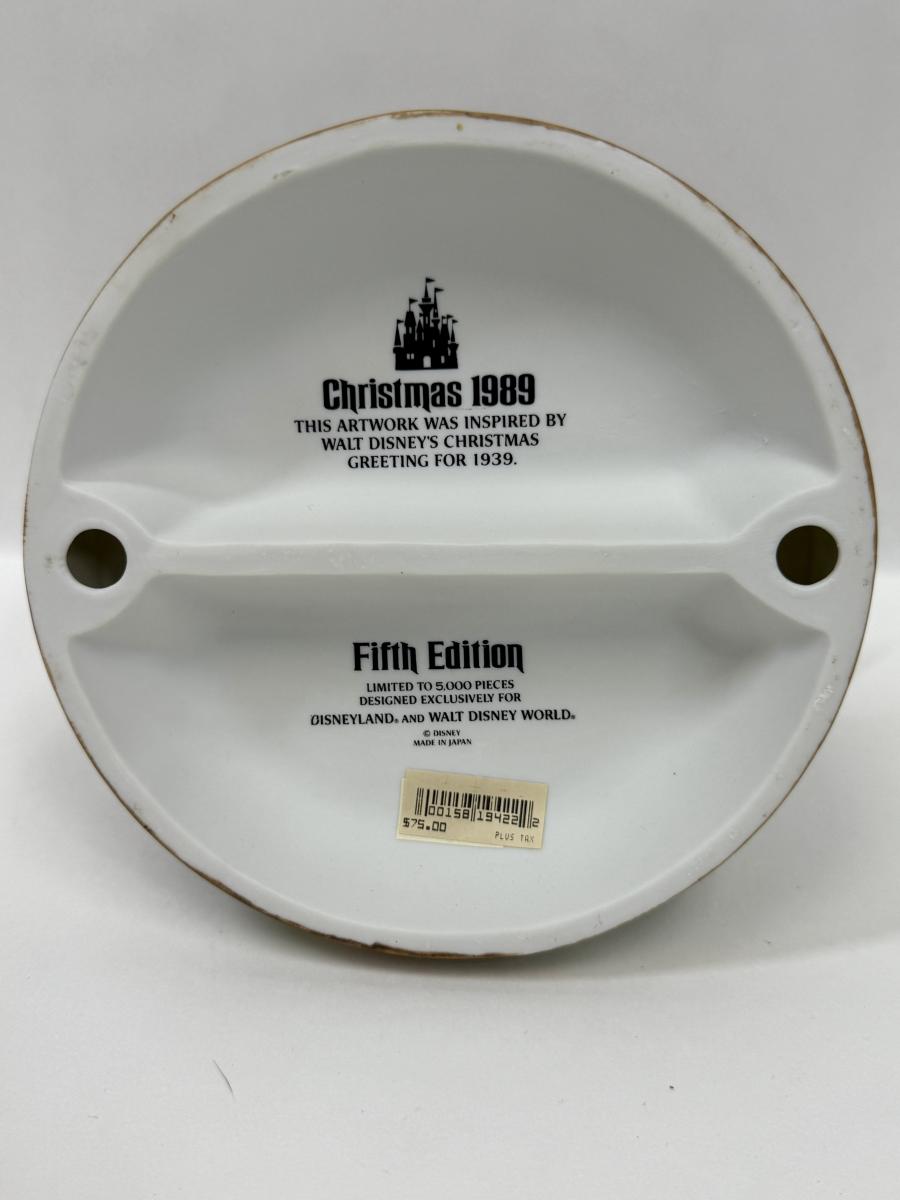 Christmas 1989
THIS ARTWORK WAS INSPIRED BY
WALT DISNEY'S CHRISTMAS
GREETING FOR 1939.
Fifth Edition
LIMITED TO 5,000 PIECES
DESIGNED EXCLUSIVELY FOR
DISNEYLAND® AND WALT DISNEY WORLD®
© DISNEY
MADE IN JAPAN
00158 19422 2
$75.00 PLUS TAX